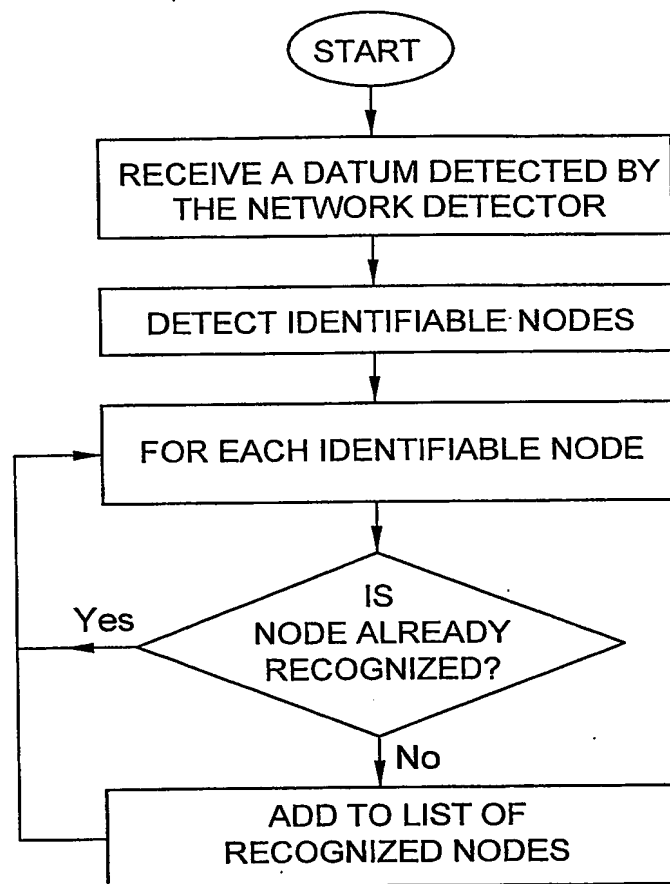 START
RECEIVE A DATUM DETECTED BY
THE NETWORK DETECTOR
DETECT IDENTIFIABLE NODES
FOR EACH IDENTIFIABLE NODE
IS
NODE ALREADY
RECOGNIZED?
Yes
No
ADD TO LIST OF
RECOGNIZED NODES